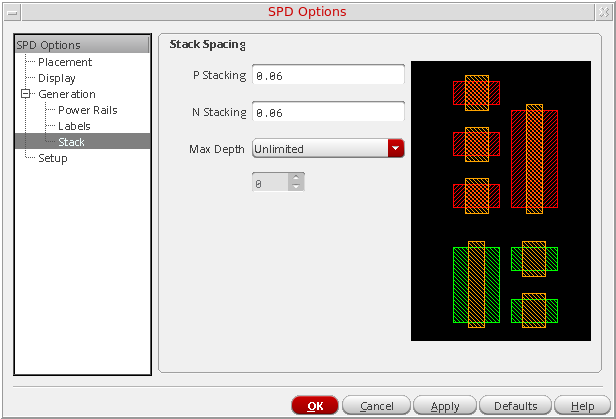 SPD Options
SPD Options
Placement
Display
Generation
Power Rails
Labels
Stack
Setup
Stack Spacing
P Stacking 0.06
N Stacking 0.06
Max Depth Unlimited
0
OK Cancel Apply Defaults Help